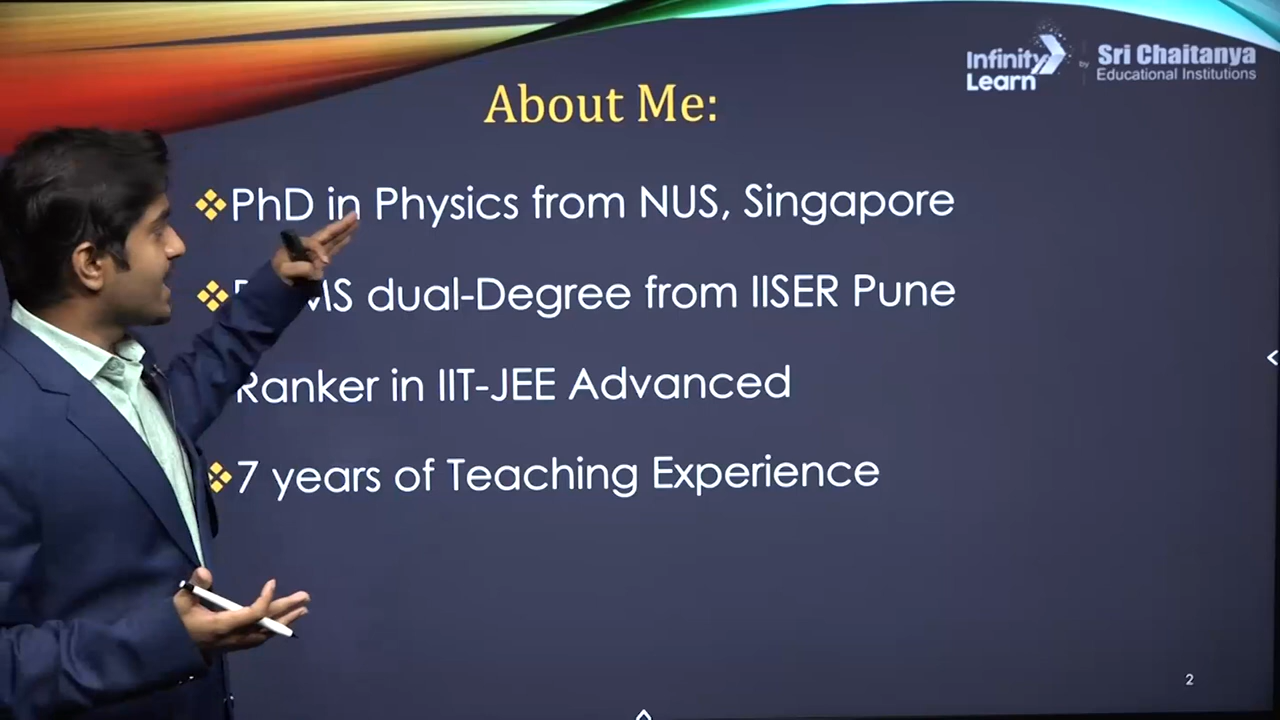 Infinity Learn by Sri Chaitanya Educational Institutions
About Me:
PhD in Physics from NUS, Singapore
MS dual-Degree from IISER Pune
Ranker in IIT-JEE Advanced
7 years of Teaching Experience
2